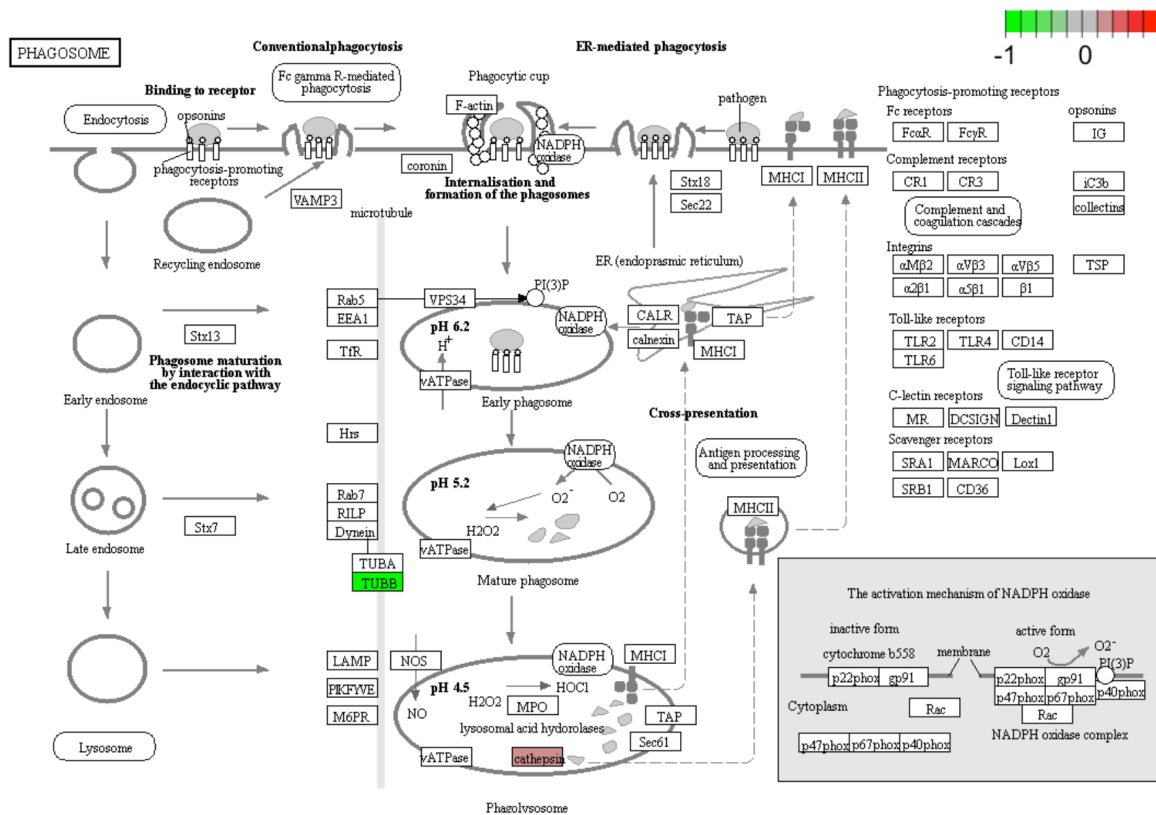 PHAGOSOME
Conventionalphagocytosis
ER-mediated phagocytosis
-1
0
Fc gamma R-mediated
phagocytosis
Binding to receptor
opsonins
Endocytosis
phagocytosis-promoting
receptors
VAMP3
Recycling endosome
microtubule
Phagocytic cup
F-actin
NADPH
oxidase
coronin
Internalisation and
formation of the phagosomes
pathogen
Stx18
Sec22
MHCI
MHCII
ER (endoprasmic reticulum)
Phagocytosis-promoting receptors
Fc receptors
FcαR
FcγR
opsonins
IG
Complement receptors
CR1
CR3
iC3b
collectins
Complement and
coagulation cascades
Integrins
αMβ2
αVβ3
αVβ5
TSP
α2β1
α5β1
β1
Toll-like receptors
TLR2
TLR4
CD14
TLR6
Toll-like receptor
signaling pathway
C-lectin receptors
MR
DCSIGN
Dectin1
Scavenger receptors
SRA1
MARCO
Lox1
SRB1
CD36
Stx13
Phagosome maturation
by interaction with
the endocyclic pathway
Early endosome
Rab5
EEA1
TfR
VPS34
PI(3)P
pH 6.2
H+
vATPase
NADPH
oxidase
Early phagosome
CALR
calnexin
TAP
MHCI
Cross-presentation
Hrs
Antigen processing
and presentation
MHCII
Late endosome
Stx7
Rab7
RILP
Dynein
TUBA
TUBB
pH 5.2
NADPH
oxidase
O2-
O2
H2O2
vATPase
Mature phagosome
Lysosome
LAMP
PIKFYVE
M6PR
NOS
NO
pH 4.5
NADPH
oxidase
MHCI
H2O2
HOCl
MPO
lysosomal acid hydorolases
TAP
Sec61
vATPase
cathepsin
Phagolysosome
The activation mechanism of NADPH oxidase
inactive form
cytochrome b558
membrane
active form
O2
O2-
PI(3)P
p22phox
gp91
p22phox
gp91
p47phox
p67phox
p40phox
Cytoplasm
Rac
Rac
NADPH oxidase complex
p47phox
p67phox
p40phox